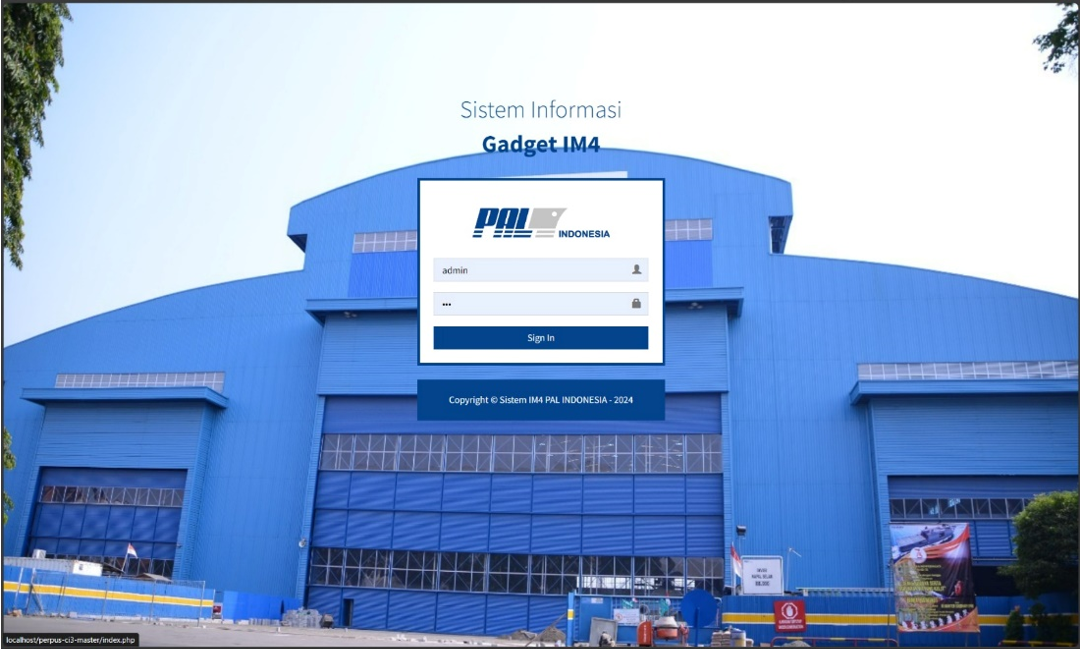 Sistem Informasi
Gadget IM4
PAL
INDONESIA
admin
•••
Sign In
Copyright © Sistem IM4 PAL INDONESIA - 2024
localhost/perpus-ci3-master/index.php